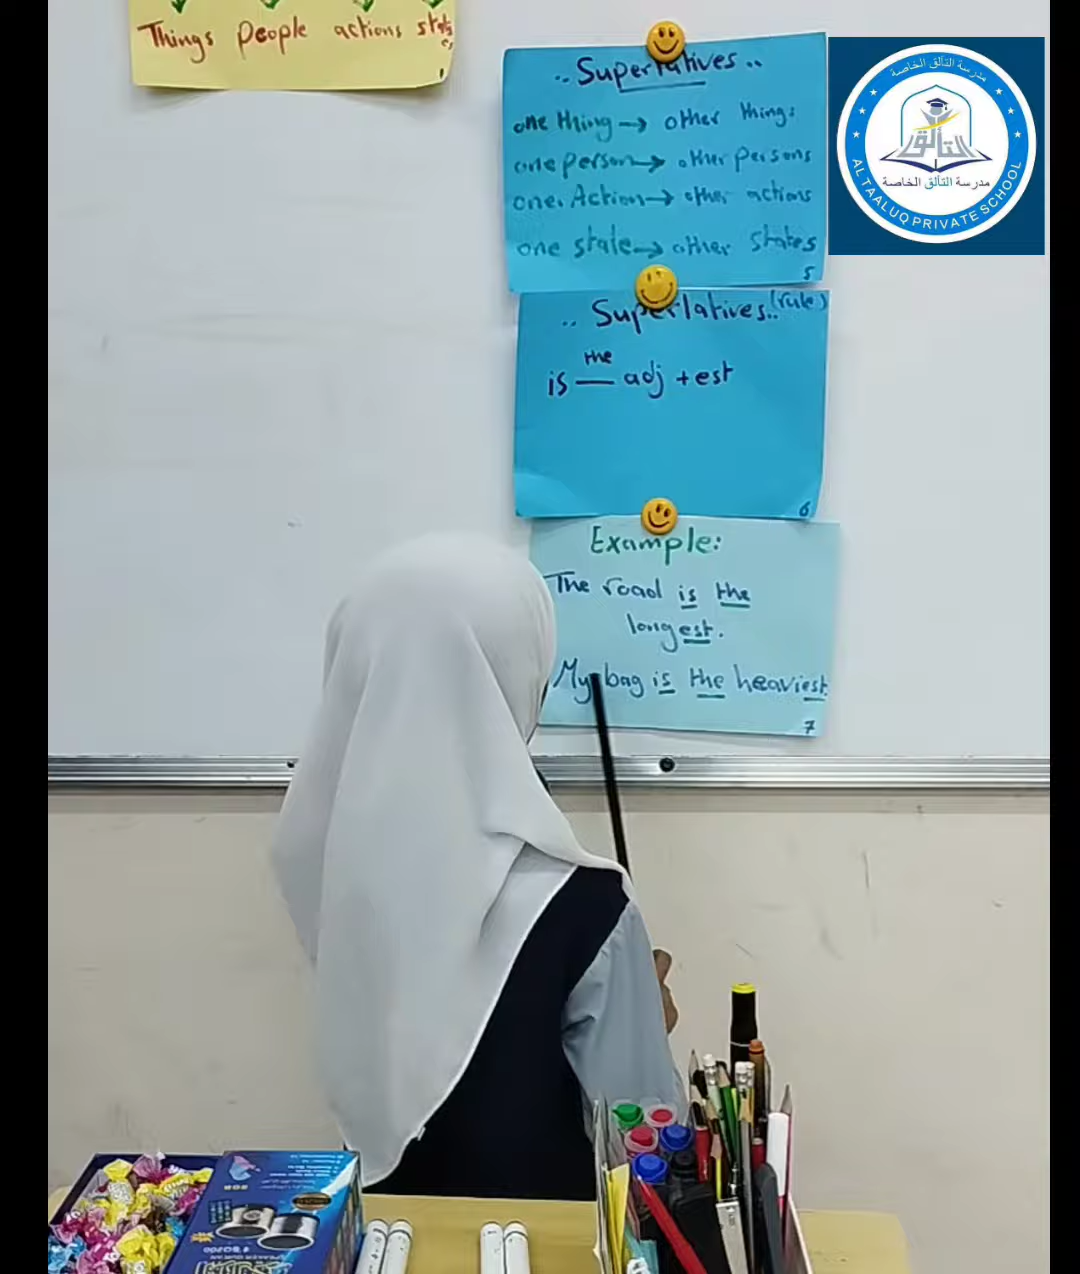 Things people actions states
.. Superlatives ..
one thing → other things
one person → other persons
one Action → other actions
one state → other states
5
.. Superlatives.. (rule)
the
is — adj + est
6
Example:
The road is the
longest.
My bag is the heaviest.
7
مدرسة التألق الخاصة
التألق
مدرسة التألق الخاصة
AL TAALUQ PRIVATE SCHOOL